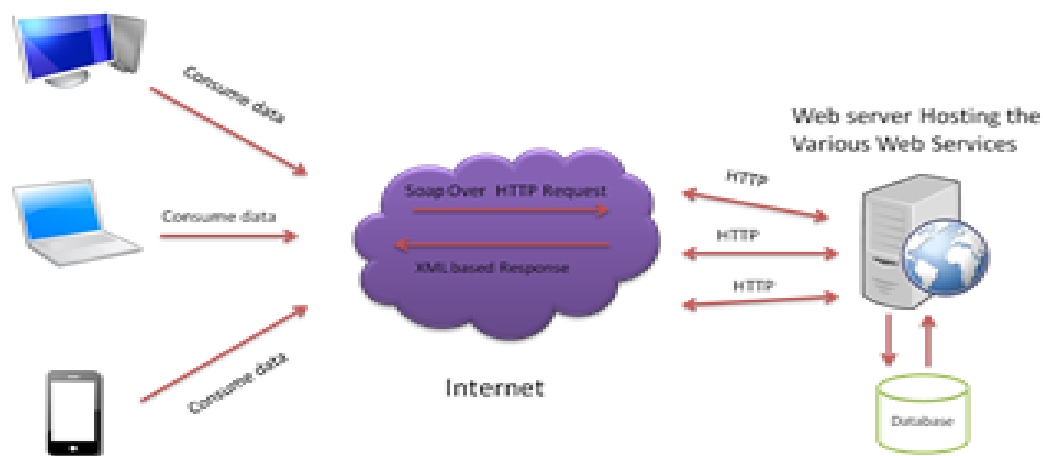 Consume data
Consume data
Consume data
Soap Over HTTP Request
XML based Response
Internet
HTTP
HTTP
HTTP
Web server Hosting the
Various Web Services
Database